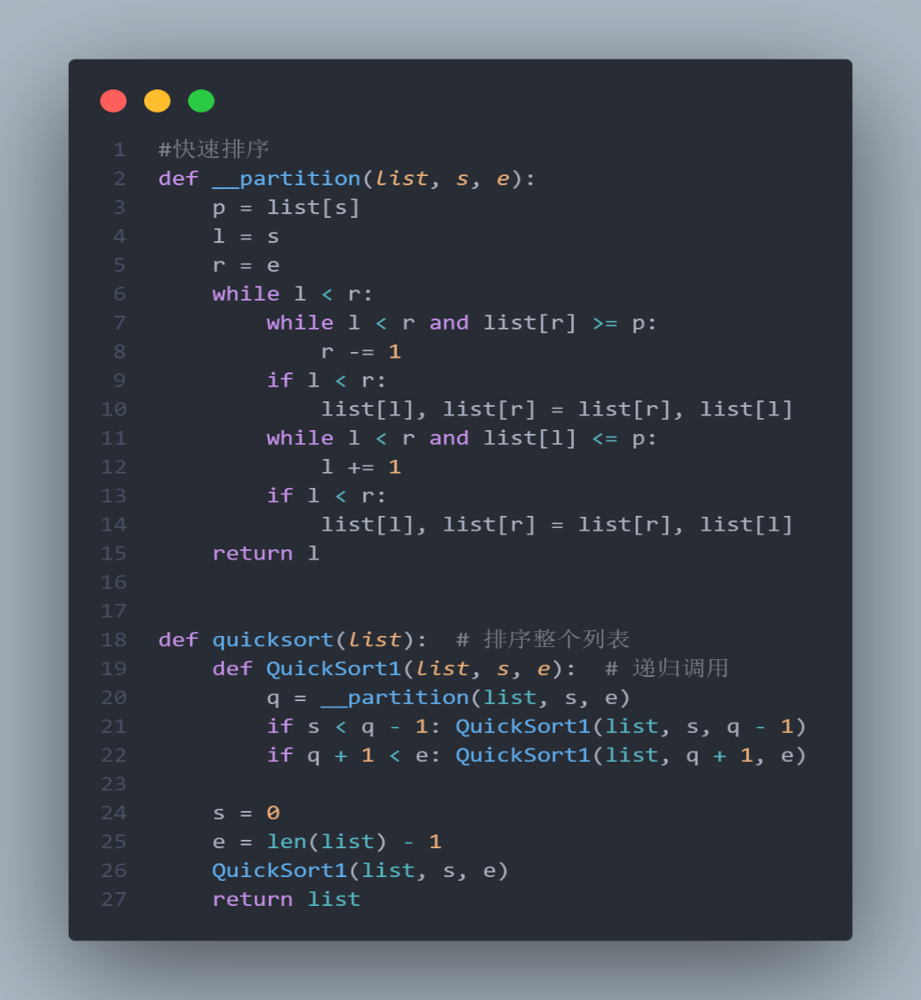 1 #快速排序
2 def __partition(list, s, e):
3     p = list[s]
4     l = s
5     r = e
6     while l < r:
7         while l < r and list[r] >= p:
8             r -= 1
9         if l < r:
10             list[l], list[r] = list[r], list[l]
11         while l < r and list[l] <= p:
12             l += 1
13         if l < r:
14             list[l], list[r] = list[r], list[l]
15     return l
16
17
18 def quicksort(list):  # 排序整个列表
19     def QuickSort1(list, s, e):  # 递归调用
20         q = __partition(list, s, e)
21         if s < q - 1: QuickSort1(list, s, q - 1)
22         if q + 1 < e: QuickSort1(list, q + 1, e)
23
24     s = 0
25     e = len(list) - 1
26     QuickSort1(list, s, e)
27     return list